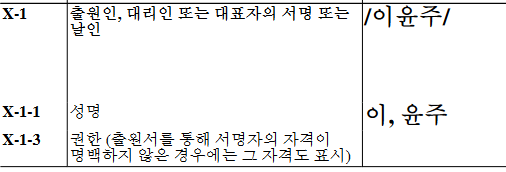 X-1 출원인, 대리인 또는 대표자의 서명 또는 /이윤주/
날인
X-1-1 성명 이, 윤주
X-1-3 권한 (출원서를 통해 서명자의 자격이
명백하지 않은 경우에는 그 자격도 표시)